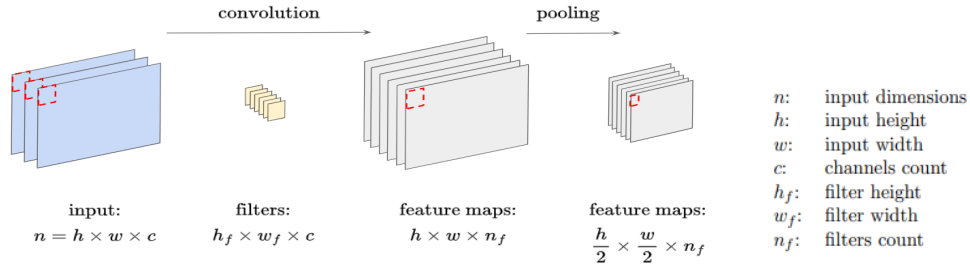 convolution
pooling
input:
n = h × w × c
filters:
h_f × w_f × c
feature maps:
h × w × n_f
feature maps:
h/2 × w/2 × n_f
n: input dimensions
h: input height
w: input width
c: channels count
h_f: filter height
w_f: filter width
n_f: filters count